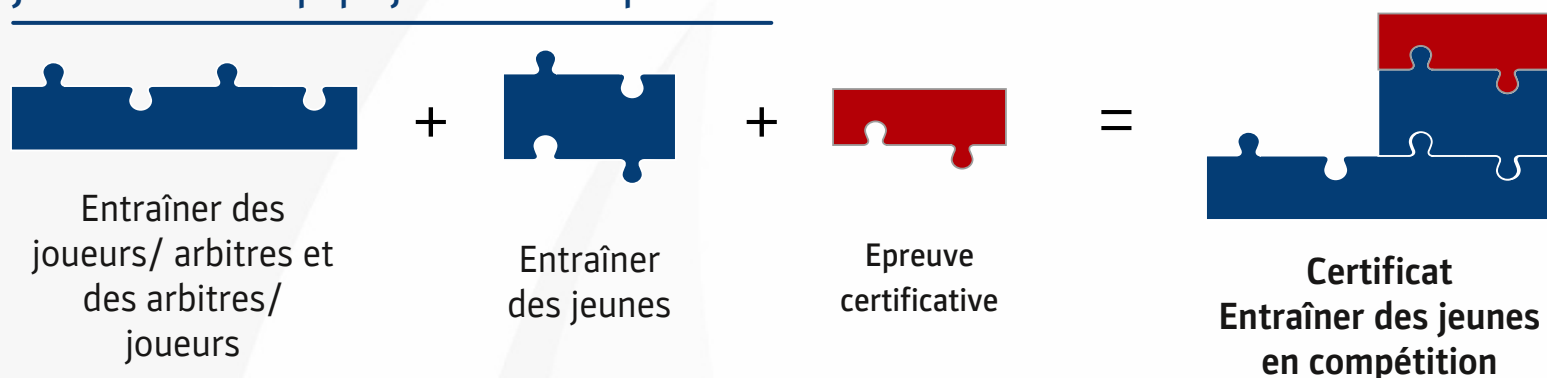 +
+
=
Entraîner des
joueurs/ arbitres et
des arbitres/
joueurs
Entraîner
des jeunes
Epreuve
certificative
Certificat
Entraîner des jeunes
en compétition